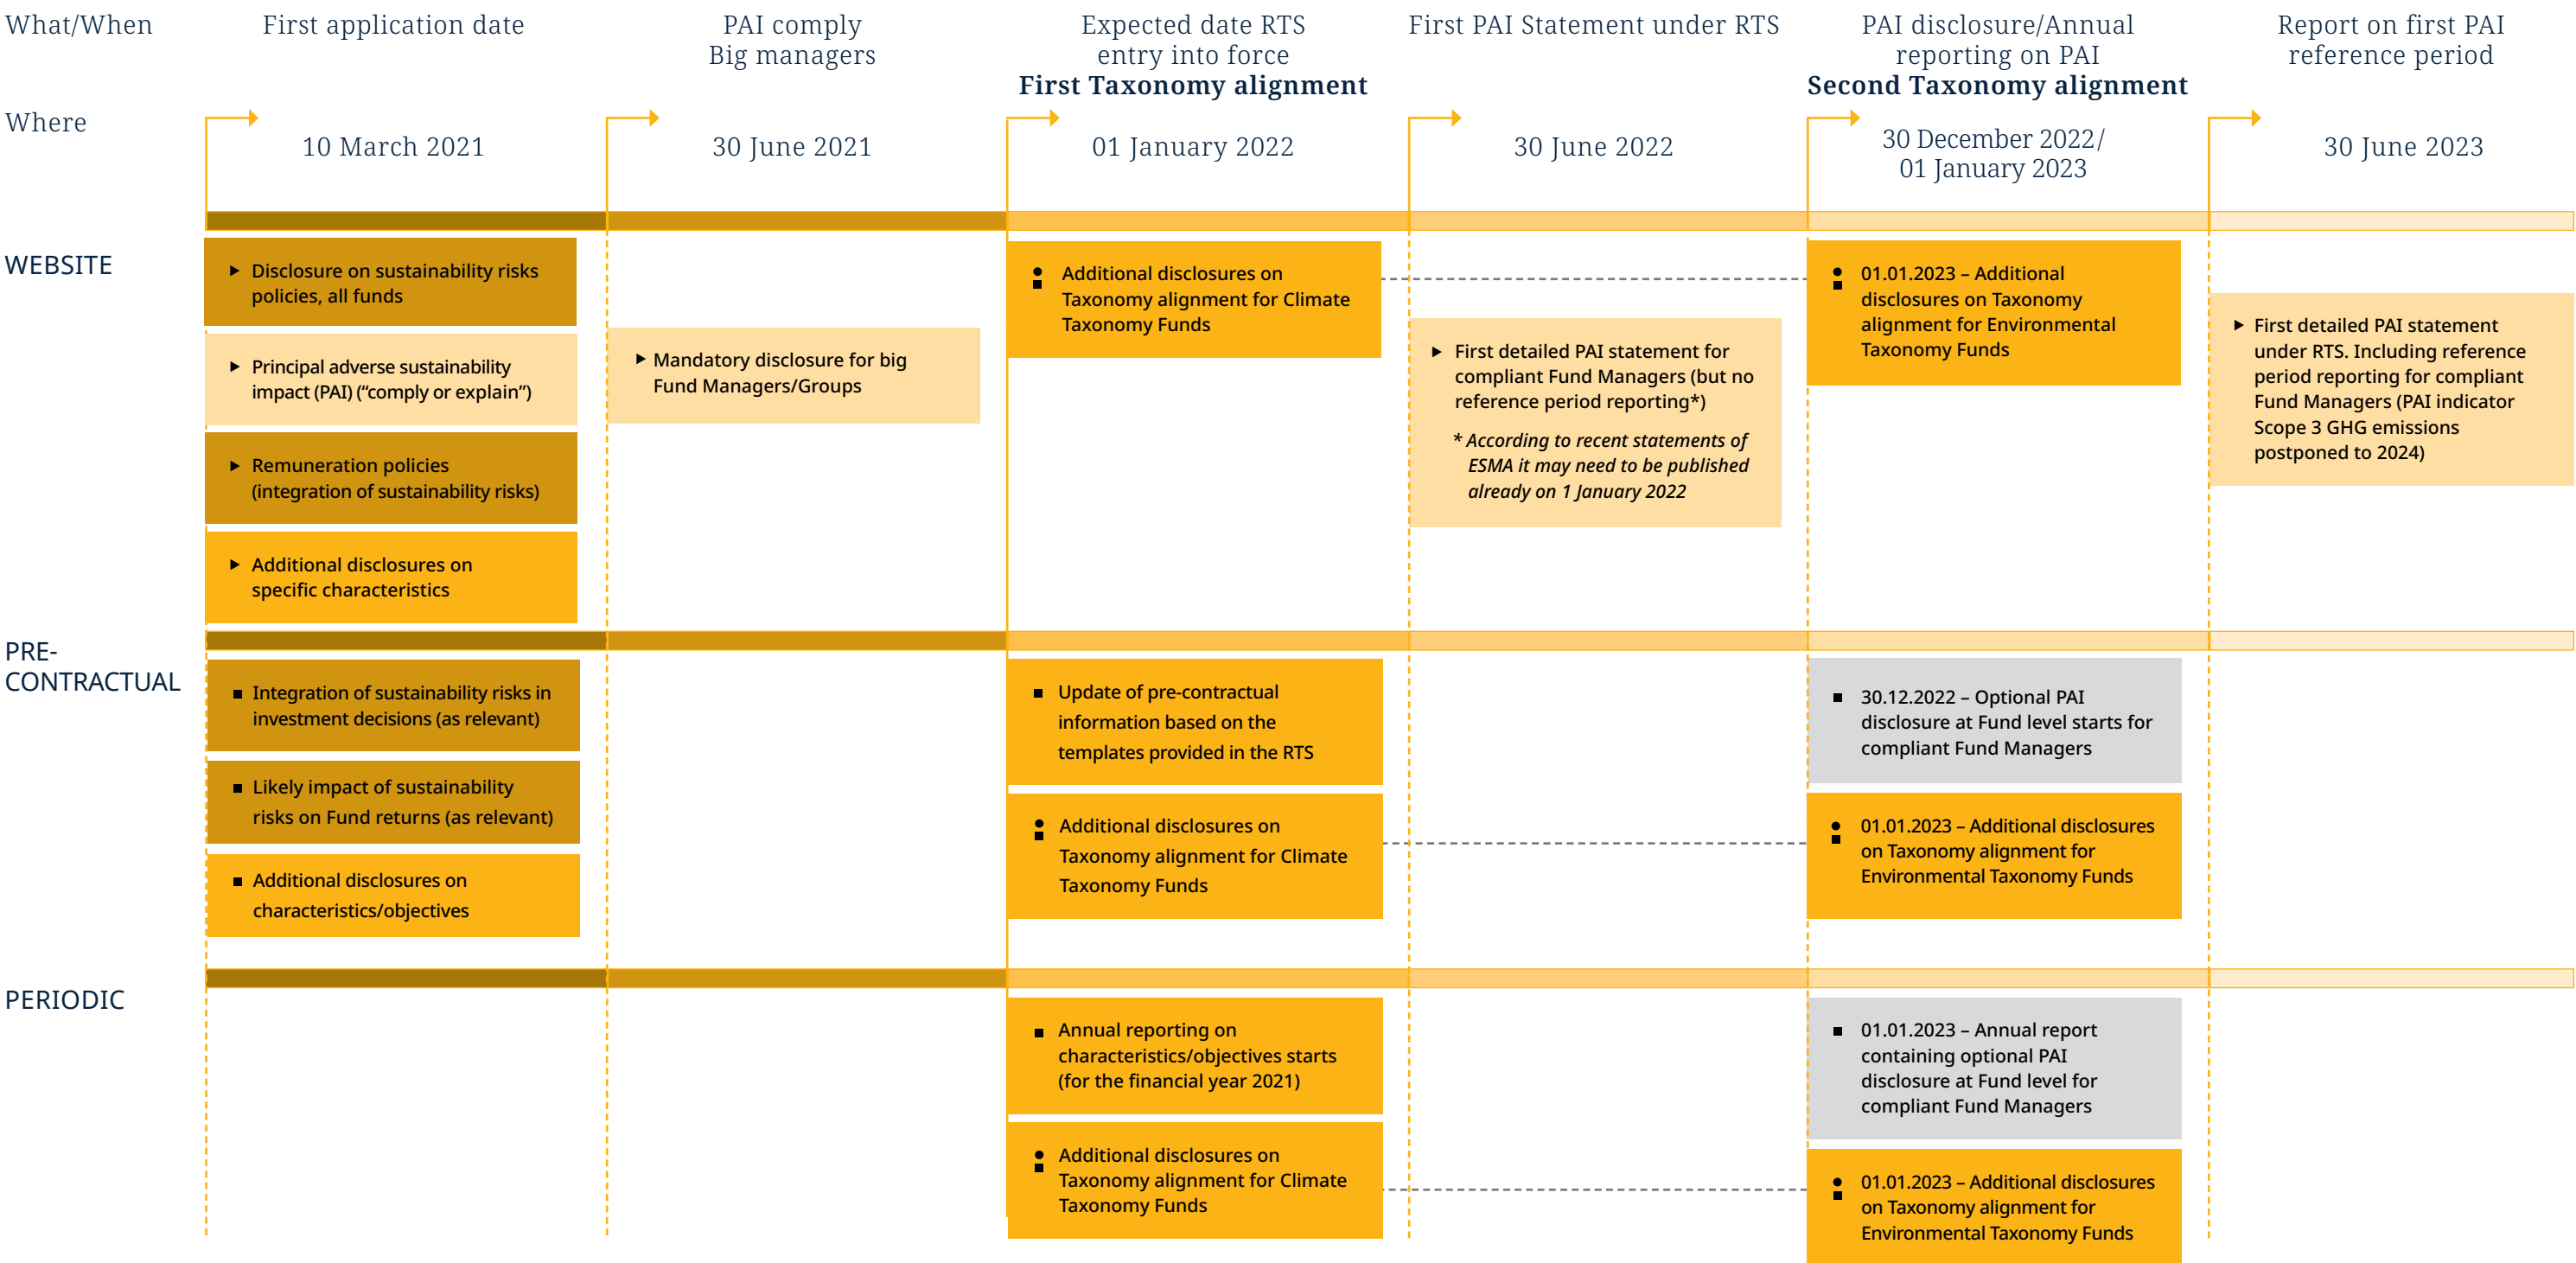 What/When
First application date
PAI comply
Big managers
Expected date RTS
entry into force
First Taxonomy alignment
First PAI Statement under RTS
PAI disclosure/Annual
reporting on PAI
Second Taxonomy alignment
Report on first PAI
reference period
Where
10 March 2021
30 June 2021
01 January 2022
30 June 2022
30 December 2022/
01 January 2023
30 June 2023
WEBSITE
Disclosure on sustainability risks
policies, all funds
Principal adverse sustainability
impact (PAI) (“comply or explain”)
Remuneration policies
(integration of sustainability risks)
Additional disclosures on
specific characteristics
Mandatory disclosure for big
Fund Managers/Groups
Additional disclosures on
Taxonomy alignment for Climate
Taxonomy Funds
First detailed PAI statement for
compliant Fund Managers (but no
reference period reporting*)
* According to recent statements of
ESMA it may need to be published
already on 1 January 2022
01.01.2023 – Additional
disclosures on Taxonomy
alignment for Environmental
Taxonomy Funds
First detailed PAI statement
under RTS. Including reference
period reporting for compliant
Fund Managers (PAI indicator
Scope 3 GHG emissions
postponed to 2024)
PRE-
CONTRACTUAL
Integration of sustainability risks in
investment decisions (as relevant)
Likely impact of sustainability
risks on Fund returns (as relevant)
Additional disclosures on
characteristics/objectives
Update of pre-contractual
information based on the
templates provided in the RTS
Additional disclosures on
Taxonomy alignment for Climate
Taxonomy Funds
30.12.2022 – Optional PAI
disclosure at Fund level starts for
compliant Fund Managers
01.01.2023 – Additional disclosures
on Taxonomy alignment for
Environmental Taxonomy Funds
PERIODIC
Annual reporting on
characteristics/objectives starts
(for the financial year 2021)
Additional disclosures on
Taxonomy alignment for Climate
Taxonomy Funds
01.01.2023 – Annual report
containing optional PAI
disclosure at Fund level for
compliant Fund Managers
01.01.2023 – Additional disclosures
on Taxonomy alignment for
Environmental Taxonomy Funds